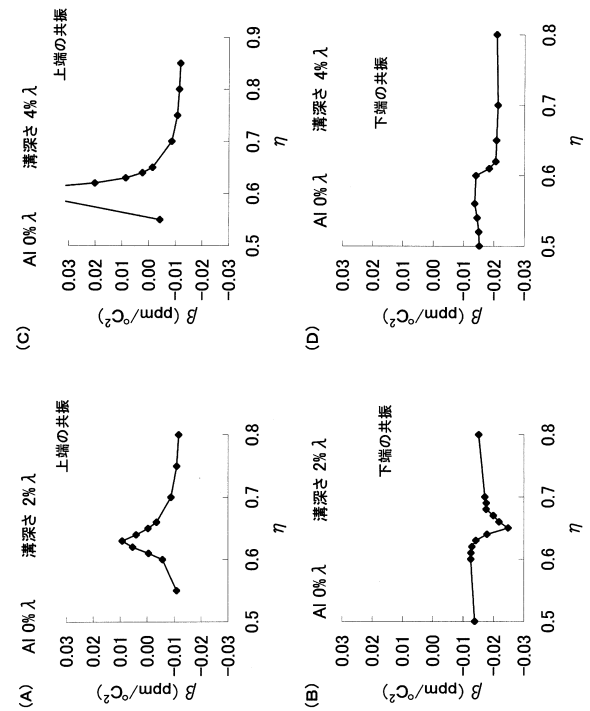 (A)
Al 0% λ 溝深さ 2% λ
上端の共振
β (ppm/°C²)
0.03
0.02
0.01
0.00
−0.01
−0.02
−0.03
0.5 0.6 0.7 0.8
η
(B)
Al 0% λ 溝深さ 2% λ
下端の共振
β (ppm/°C²)
0.03
0.02
0.01
0.00
−0.01
−0.02
−0.03
0.5 0.6 0.7 0.8
η
(C)
Al 0% λ 溝深さ 4% λ
上端の共振
β (ppm/°C²)
0.03
0.02
0.01
0.00
−0.01
−0.02
−0.03
0.5 0.6 0.7 0.8 0.9
η
(D)
Al 0% λ 溝深さ 4% λ
下端の共振
β (ppm/°C²)
0.03
0.02
0.01
0.00
−0.01
−0.02
−0.03
0.5 0.6 0.7 0.8
η